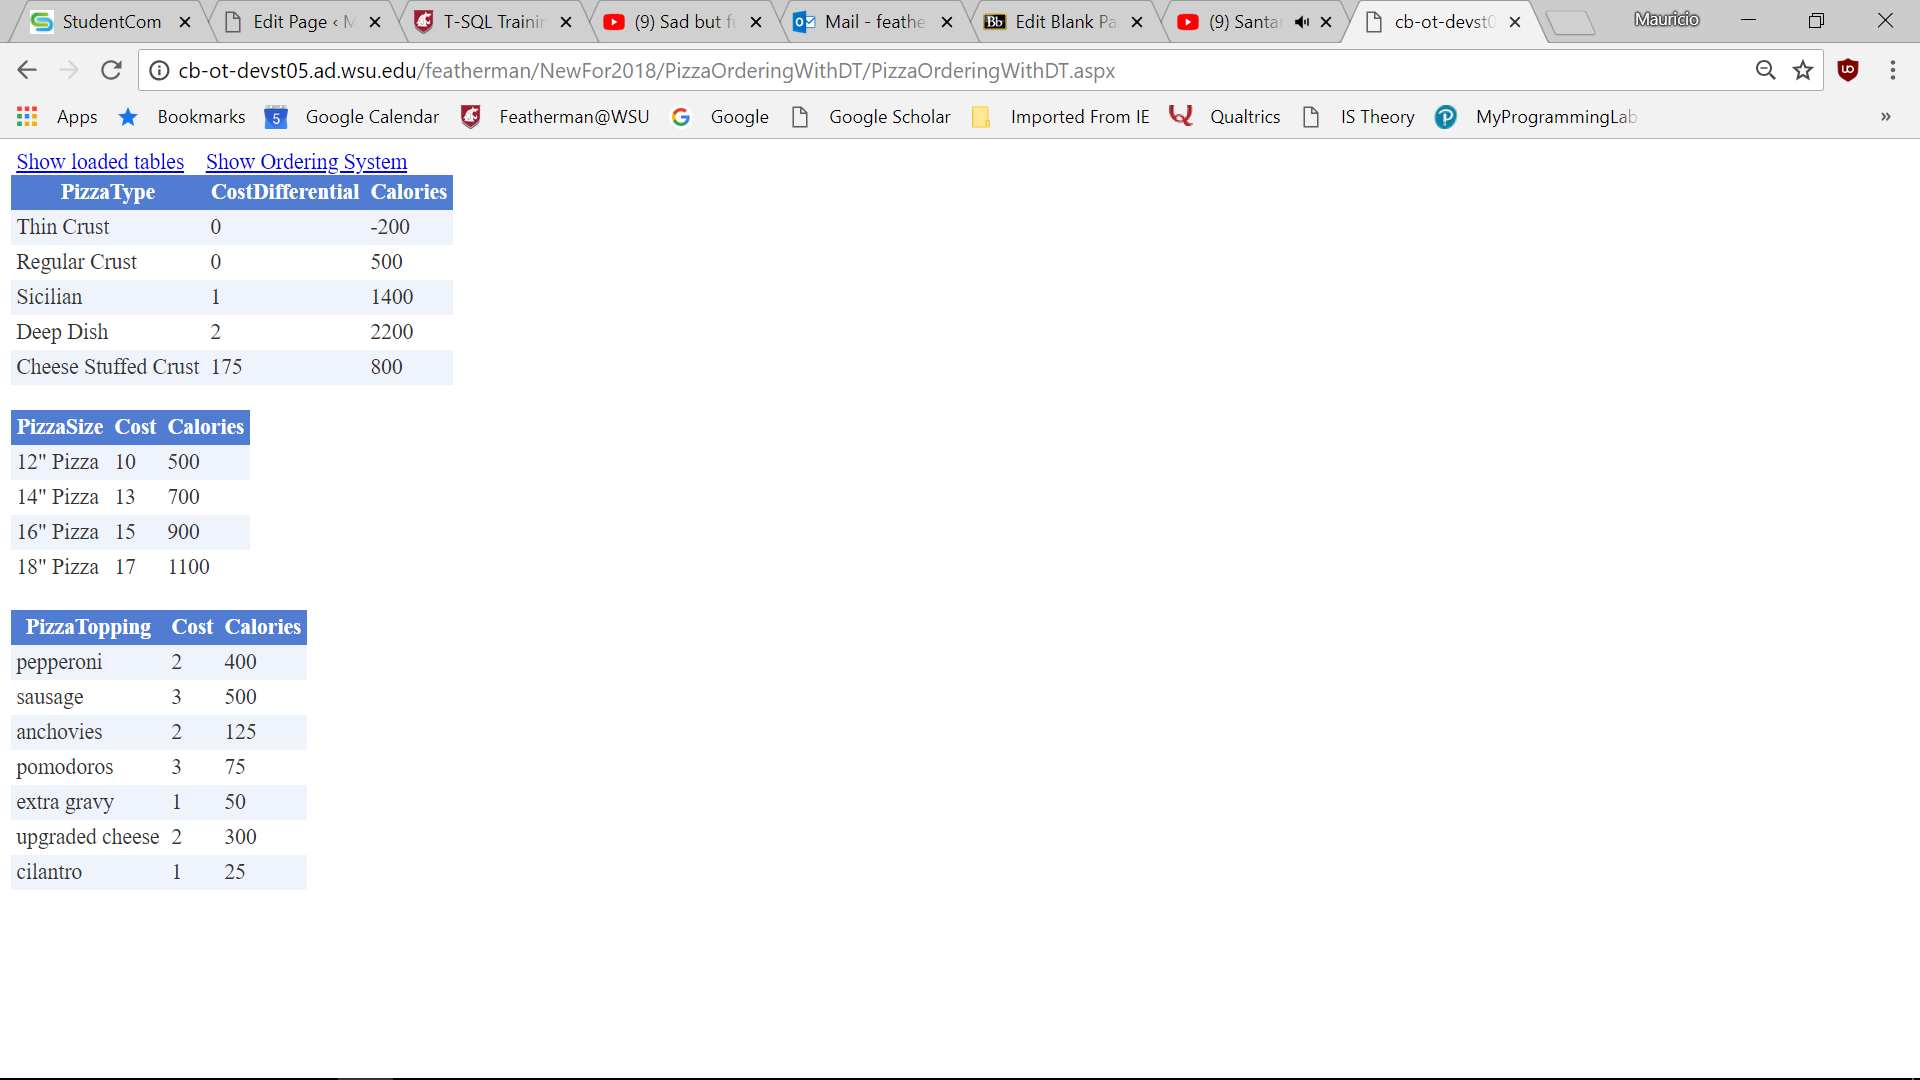 StudentCom
Edit Page ‹ M
T-SQL Trainin
(9) Sad but fu
Mail - feathe
Edit Blank Pa
(9) Santa
cb-ot-devst0
Mauricio
cb-ot-devst05.ad.wsu.edu/featherman/NewFor2018/PizzaOrderingWithDT/PizzaOrderingWithDT.aspx
Apps Bookmarks 5 Google Calendar Featherman@WSU Google Google Scholar Imported From IE Qualtrics IS Theory MyProgrammingLab »
Show loaded tables Show Ordering System
PizzaType CostDifferential Calories
Thin Crust 0 -200
Regular Crust 0 500
Sicilian 1 1400
Deep Dish 2 2200
Cheese Stuffed Crust 175 800
PizzaSize Cost Calories
12" Pizza 10 500
14" Pizza 13 700
16" Pizza 15 900
18" Pizza 17 1100
PizzaTopping Cost Calories
pepperoni 2 400
sausage 3 500
anchovies 2 125
pomodoros 3 75
extra gravy 1 50
upgraded cheese 2 300
cilantro 1 25